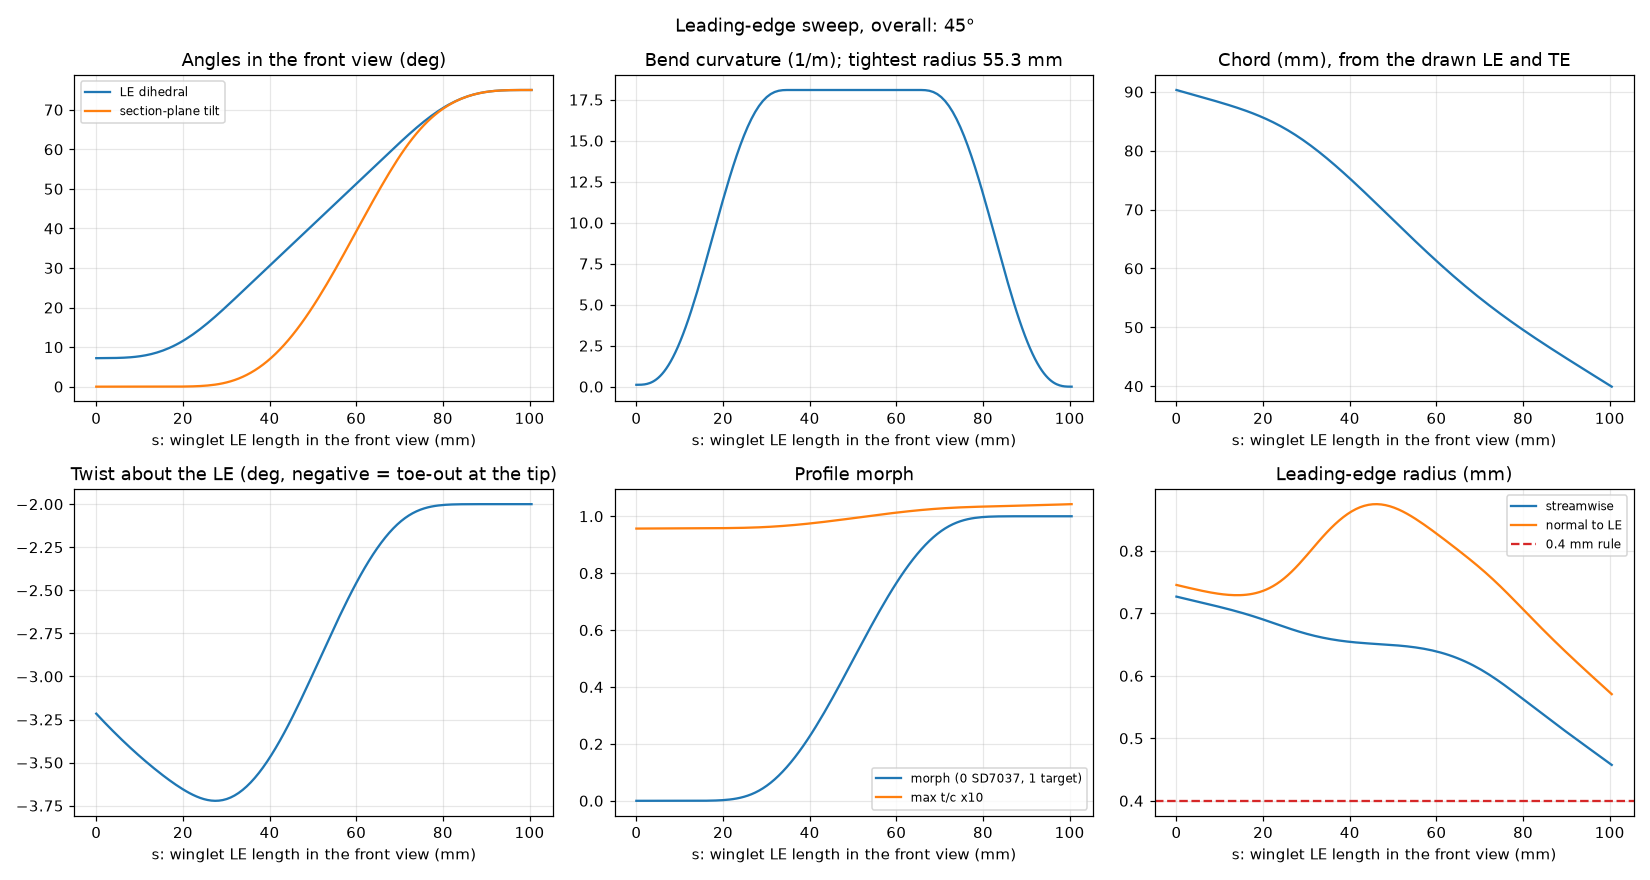 Leading-edge sweep, overall: 45°
Angles in the front view (deg)
LE dihedral
section-plane tilt
70
60
50
40
30
20
10
0
0 20 40 60 80 100
s: winglet LE length in the front view (mm)
Bend curvature (1/m); tightest radius 55.3 mm
17.5
15.0
12.5
10.0
7.5
5.0
2.5
0.0
0 20 40 60 80 100
s: winglet LE length in the front view (mm)
Chord (mm), from the drawn LE and TE
90
80
70
60
50
40
0 20 40 60 80 100
s: winglet LE length in the front view (mm)
Twist about the LE (deg, negative = toe-out at the tip)
−2.00
−2.25
−2.50
−2.75
−3.00
−3.25
−3.50
−3.75
0 20 40 60 80 100
s: winglet LE length in the front view (mm)
Profile morph
1.0
0.8
0.6
0.4
0.2
0.0
morph (0 SD7037, 1 target)
max t/c x10
0 20 40 60 80 100
s: winglet LE length in the front view (mm)
Leading-edge radius (mm)
streamwise
normal to LE
0.4 mm rule
0.8
0.7
0.6
0.5
0.4
0 20 40 60 80 100
s: winglet LE length in the front view (mm)